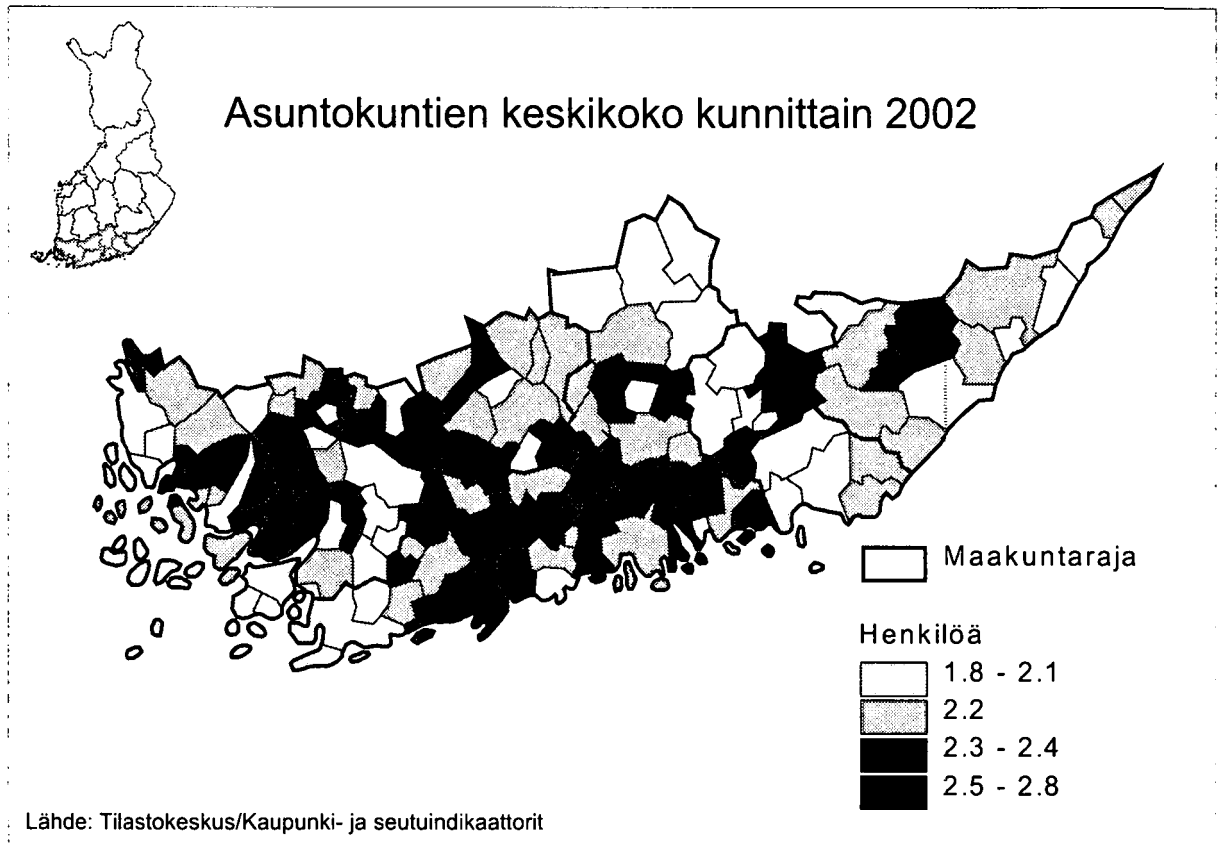 Asuntokuntien keskikoko kunnittain 2002
Maakuntaraja
Henkilöä
1.8 - 2.1
2.2
2.3 - 2.4
2.5 - 2.8
Lähde: Tilastokeskus/Kaupunki- ja seutuindikaattorit